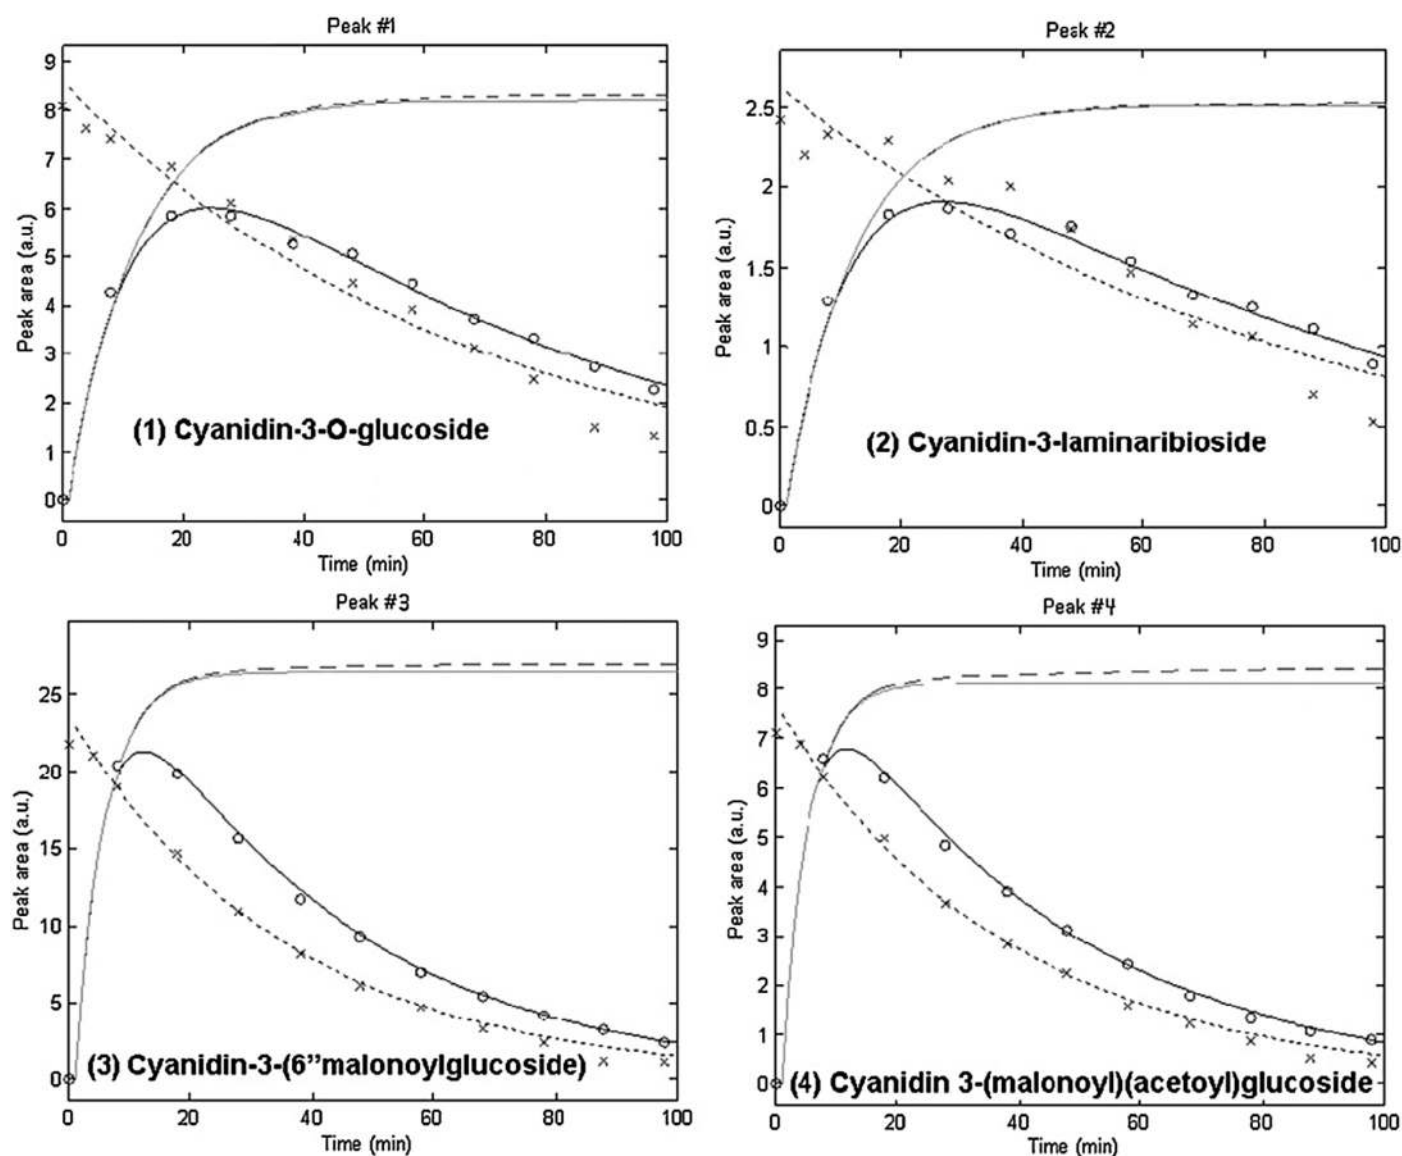 Peak #1
9
8
7
6
5
4
3
2
1
0
Peak area (a.u.)
(1) Cyanidin-3-O-glucoside
0 20 40 60 80 100
Time (min)
Peak #2
2.5
2
1.5
1
0.5
0
Peak area (a.u.)
(2) Cyanidin-3-laminaribioside
0 20 40 60 80 100
Time (min)
Peak #3
25
20
15
10
5
0
Peak area (a.u.)
(3) Cyanidin-3-(6''malonoylglucoside)
0 20 40 60 80 100
Time (min)
Peak #4
9
8
7
6
5
4
3
2
1
0
Peak area (a.u.)
(4) Cyanidin 3-(malonoyl)(acetoyl)glucoside
0 20 40 60 80 100
Time (min)